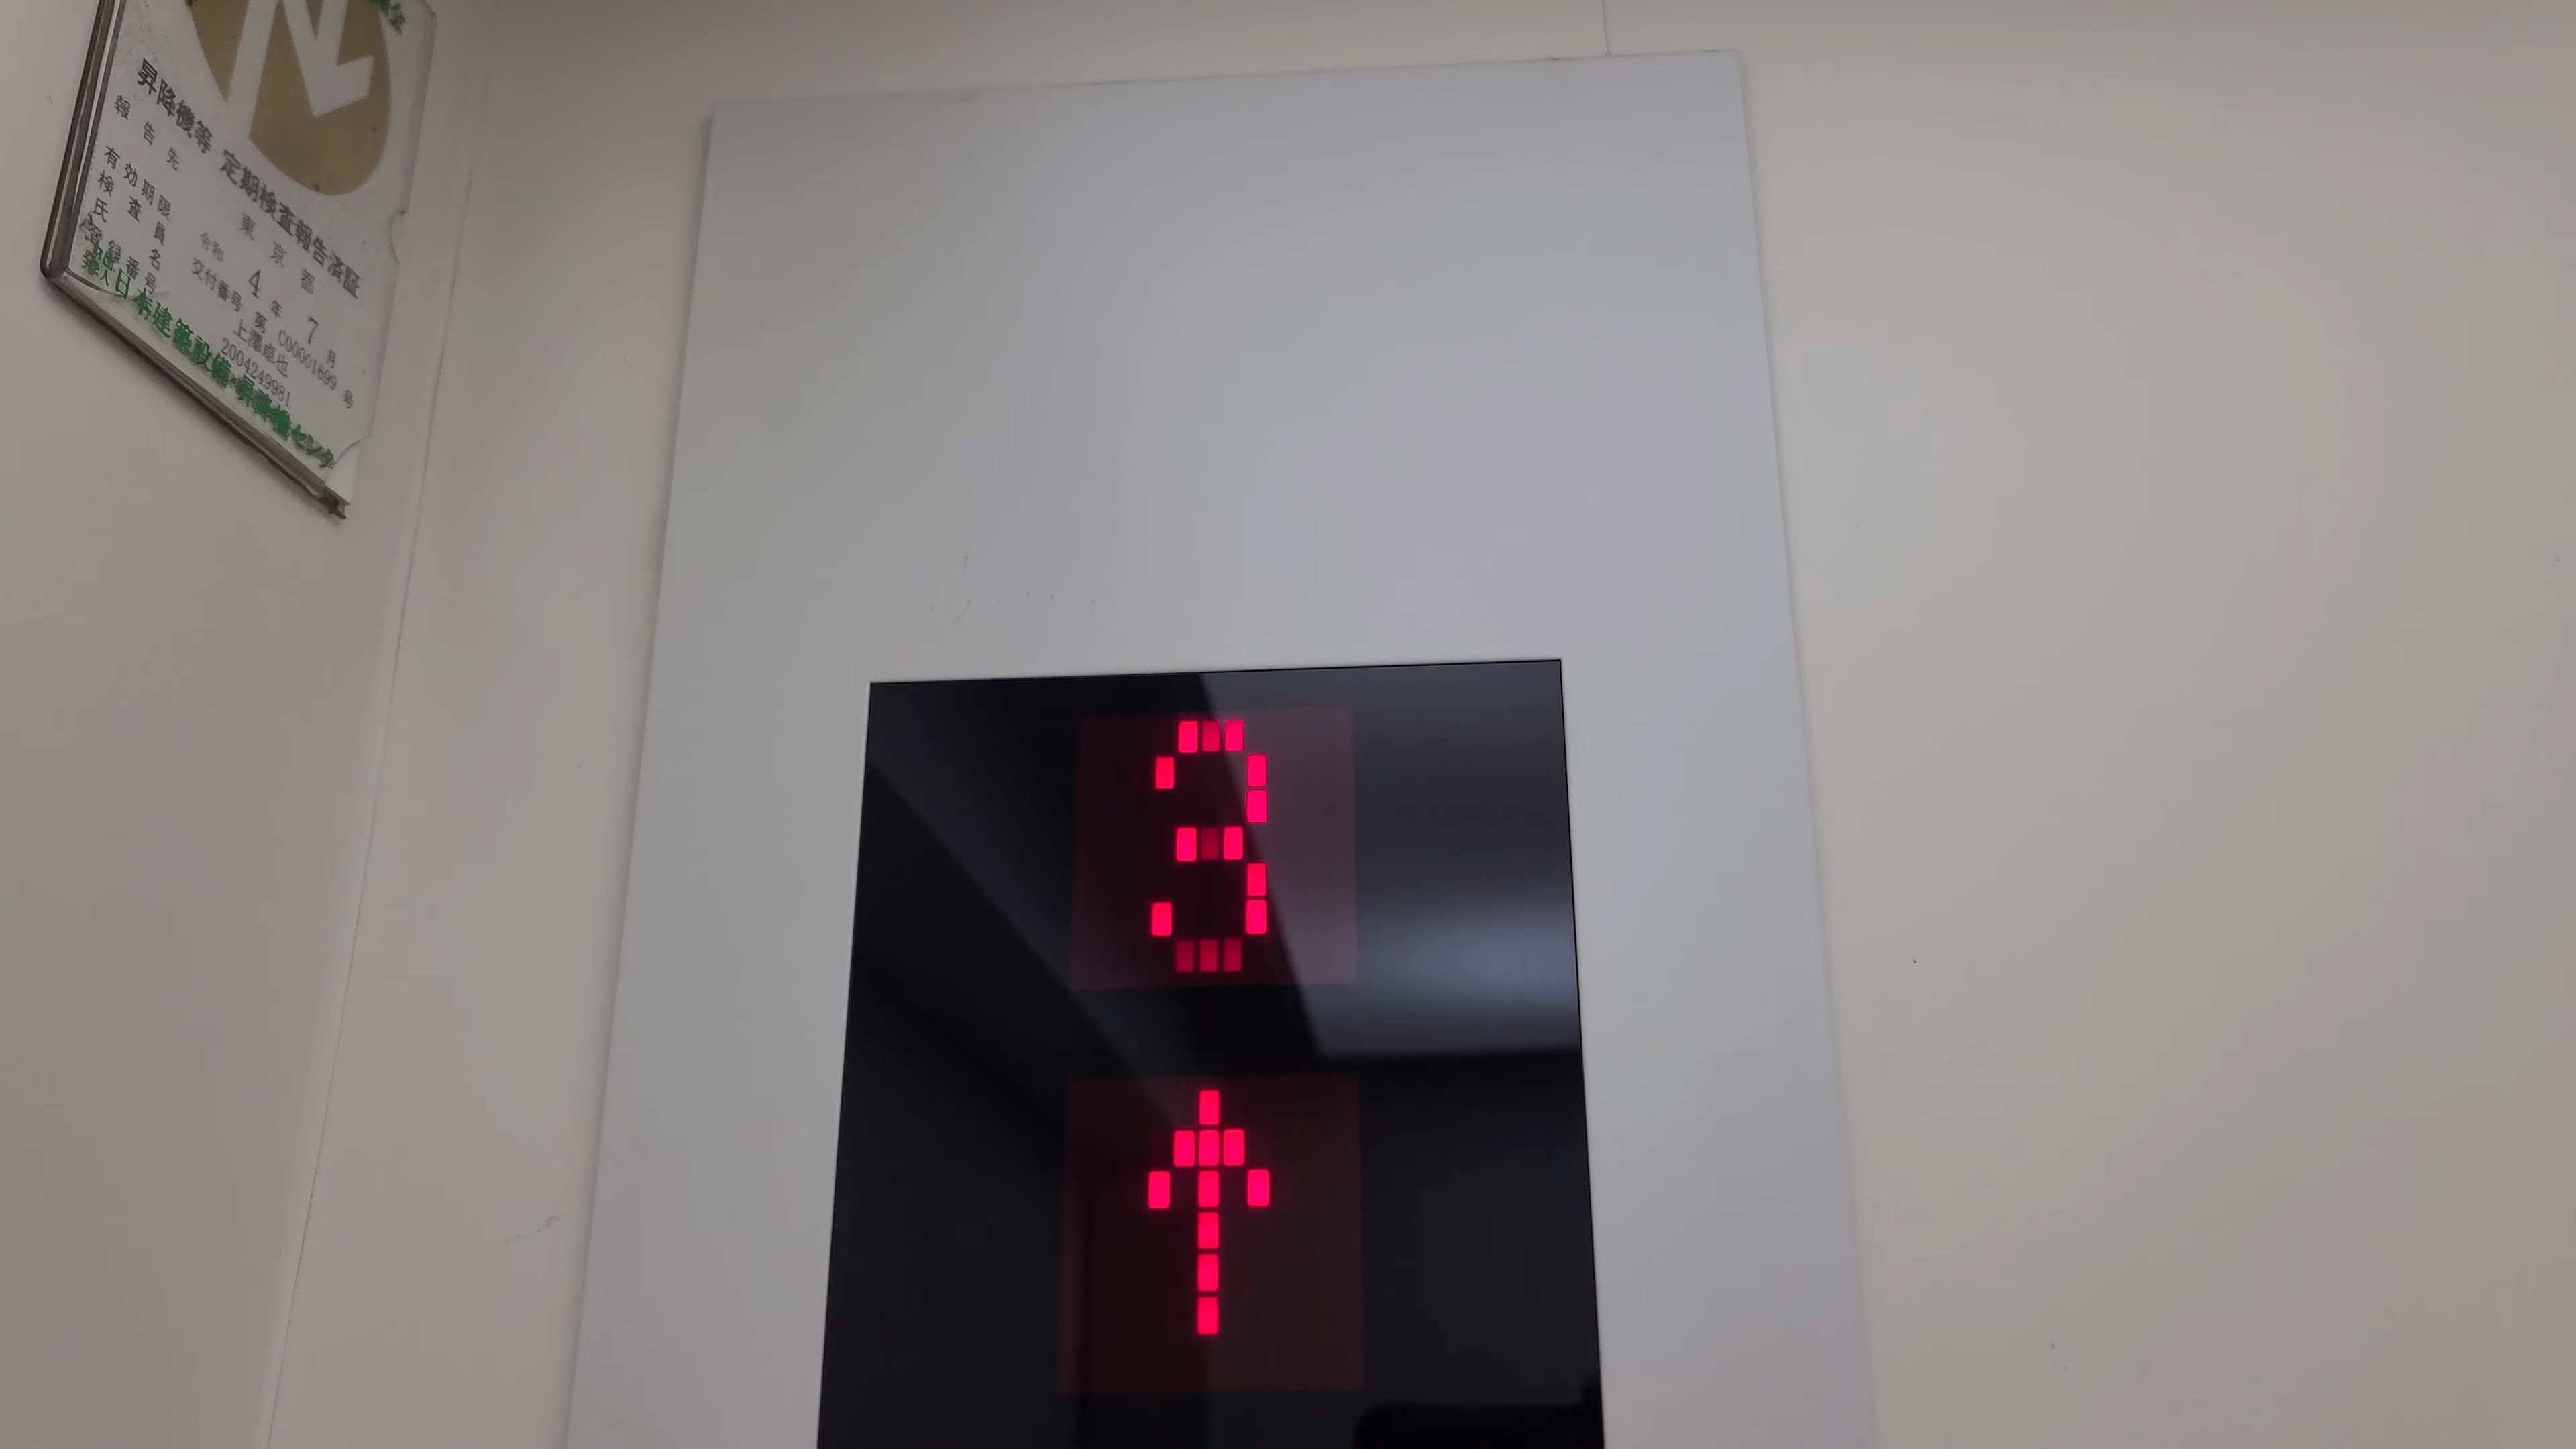 昇降機等 定期検査報告済証
報告先 東京都
有効期限 令和 4年 7月
検査員 交付番号 第 C00001699 号
氏名 上澤卓也
登録番号 2004249981
日本建築設備・昇降機センター
3
↑